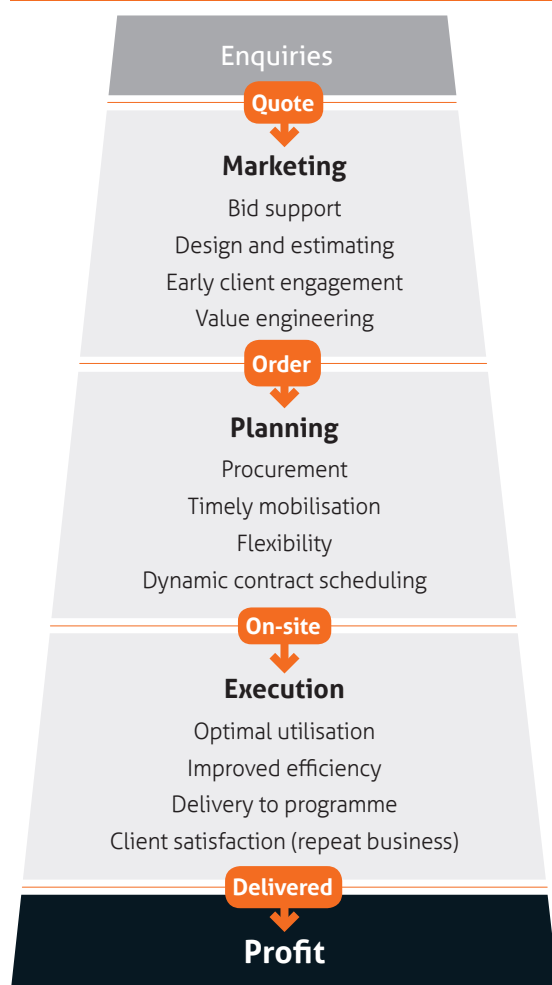 Enquiries
Quote
Marketing
Bid support
Design and estimating
Early client engagement
Value engineering
Order
Planning
Procurement
Timely mobilisation
Flexibility
Dynamic contract scheduling
On-site
Execution
Optimal utilisation
Improved efficiency
Delivery to programme
Client satisfaction (repeat business)
Delivered
Profit